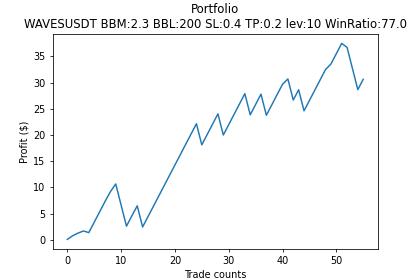 Portfolio
WAVESUSDT BBM:2.3 BBL:200 SL:0.4 TP:0.2 lev:10 WinRatio:77.0
Profit ($)
35
30
25
20
15
10
5
0
0 10 20 30 40 50
Trade counts